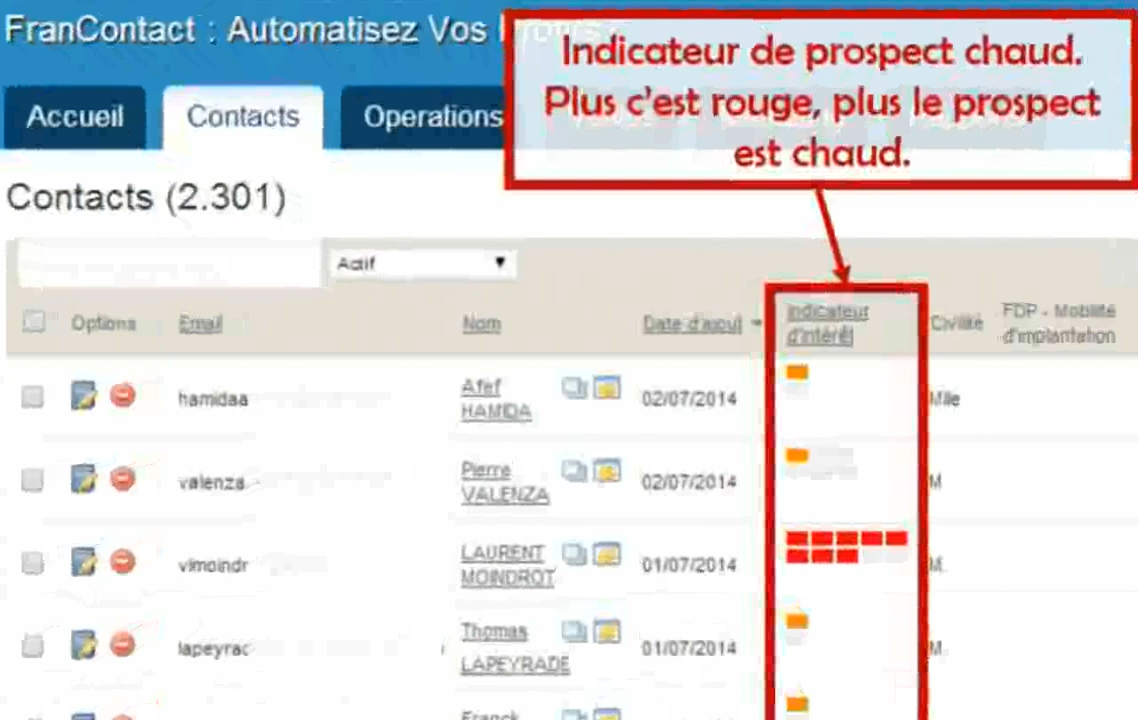 FranContact : Automatisez Vos
Indicateur de prospect chaud.
Plus c'est rouge, plus le prospect
est chaud.
Accueil
Contacts
Operations
Contacts (2.301)
Actif
Options
Email
Nom
Date d'ajout
Indicateur
d'intérêt
Civilité
FDP - Mobilité
d'implantation
hamidaa
Afef
HAMIDA
02/07/2014
Mlle
valenza
Pierre
VALENZA
02/07/2014
M
vlmoindr
LAURENT
MOINDROT
01/07/2014
M.
lapeyrac
Thomas
LAPEYRADE
01/07/2014
M
Franck